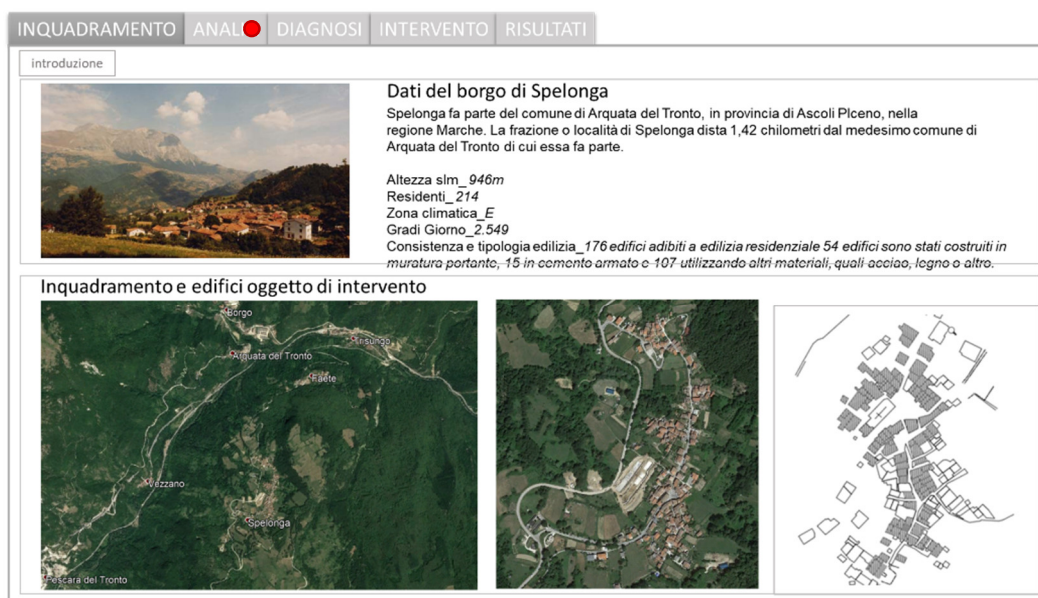 INQUADRAMENTO ANAL DIAGNOSI INTERVENTO RISULTATI
introduzione
Dati del borgo di Spelonga
Spelonga fa parte del comune di Arquata del Tronto, in provincia di Ascoli PIceno, nella
regione Marche. La frazione o località di Spelonga dista 1,42 chilometri dal medesimo comune di
Arquata del Tronto di cui essa fa parte.
Altezza slm_ 946m
Residenti_ 214
Zona climatica_E
Gradi Giorno_2.549
Consistenza e tipologia edilizia_176 edifici adibiti a edilizia residenziale 54 edifici sono stati costruiti in
muratura portante, 15 in cemento armato e 107 utilizzando altri materiali, quali acciao, legno o altro.
Inquadramento e edifici oggetto di intervento
Borgo
Trisungo
Arquata del Tronto
Faete
Vezzano
Spelonga
Pescara del Tronto